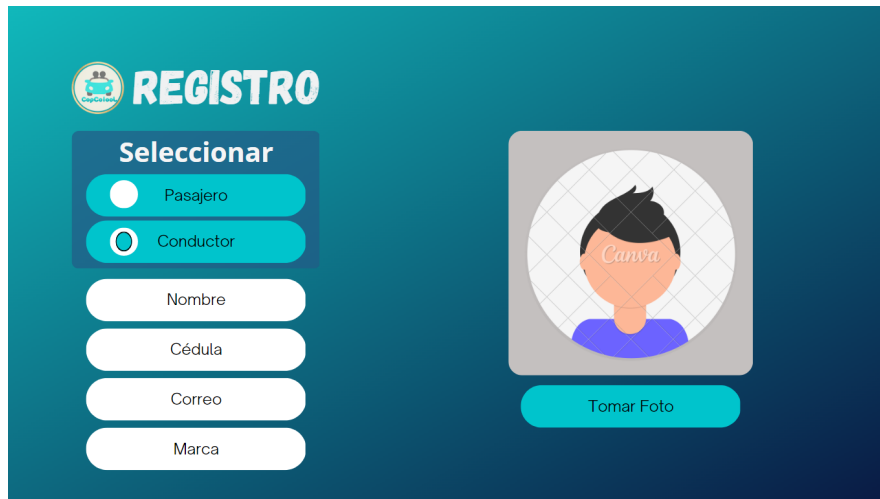 REGISTRO
Seleccionar
Pasajero
Conductor
Nombre
Cédula
Correo
Marca
Canva
Tomar Foto